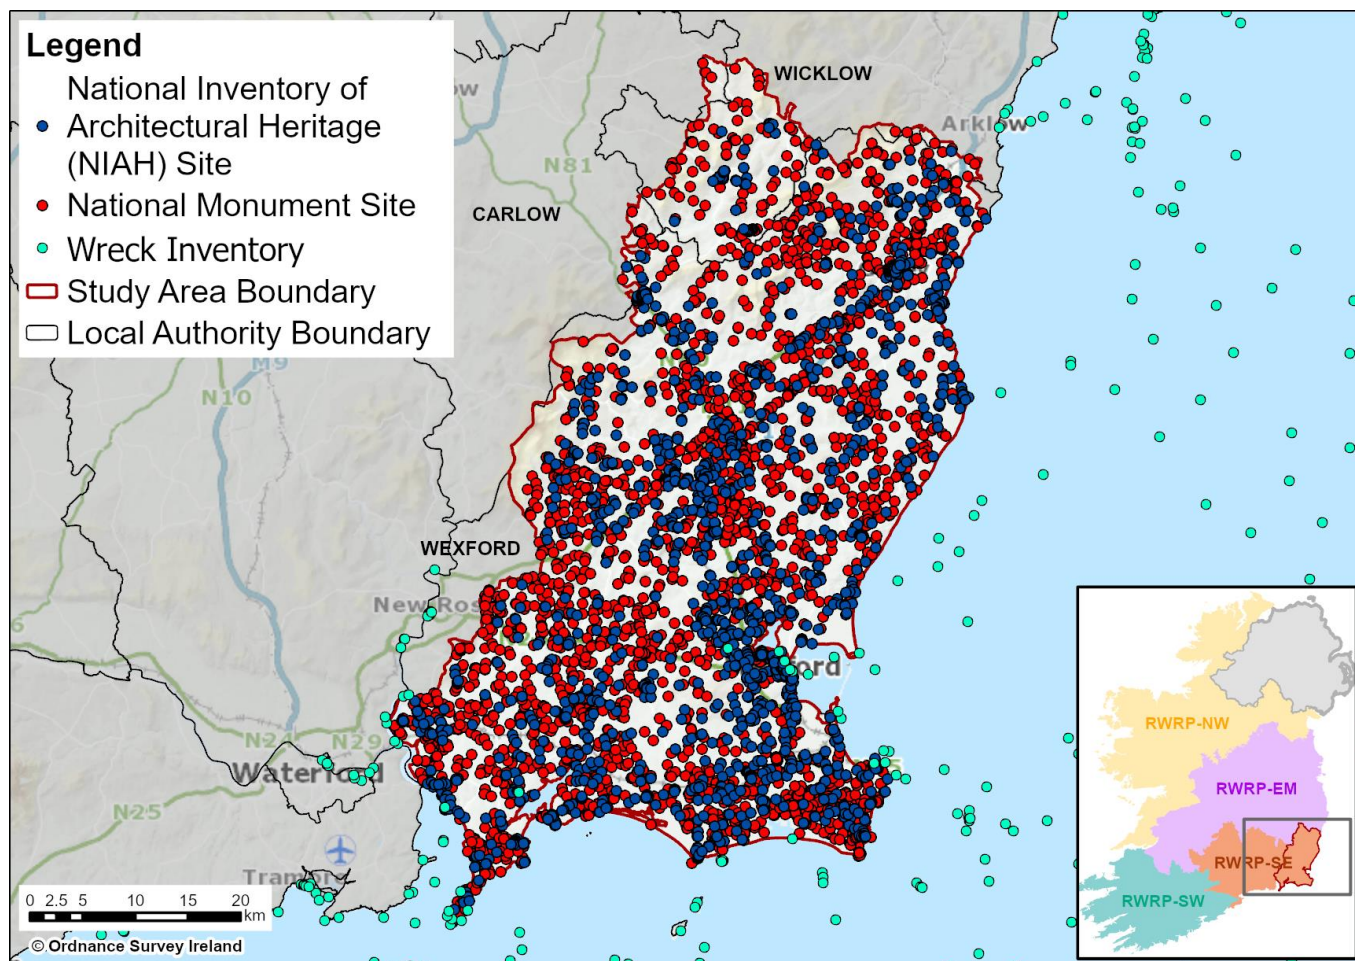 Legend
National Inventory of
Architectural Heritage
(NIAH) Site
National Monument Site
Wreck Inventory
Study Area Boundary
Local Authority Boundary
WICKLOW
Arklow
N81
CARLOW
M9
N10
WEXFORD
New Ros
ford
N24
N29
Waterford
N25
Tramore
0 2.5 5 10 15 20
km
© Ordnance Survey Ireland
RWRP-NW
RWRP-EM
RWRP-SE
RWRP-SW